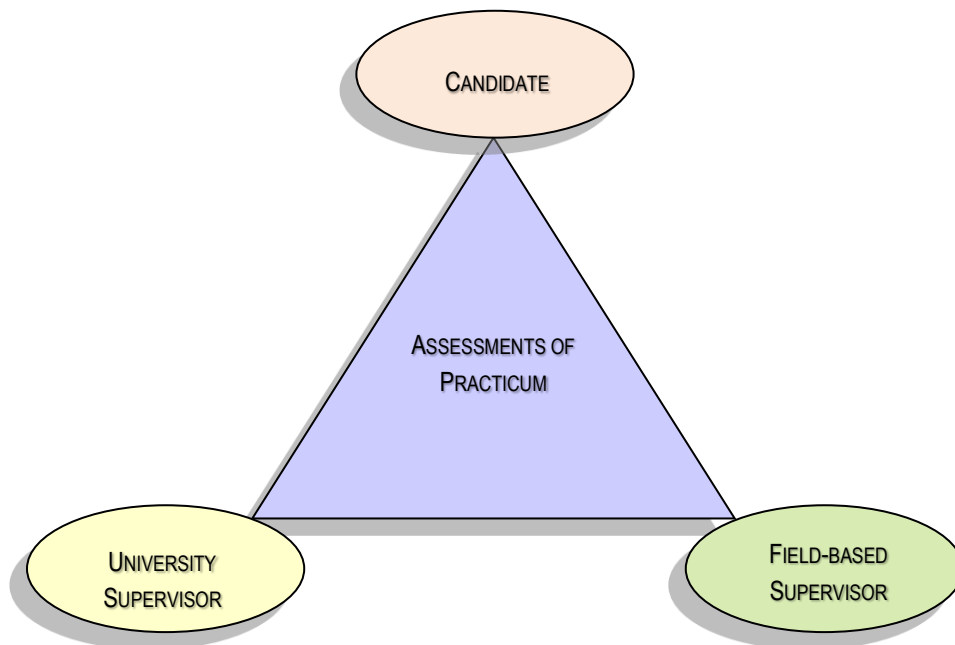 CANDIDATE
ASSESSMENTS OF
PRACTICUM
UNIVERSITY
SUPERVISOR
FIELD-BASED
SUPERVISOR